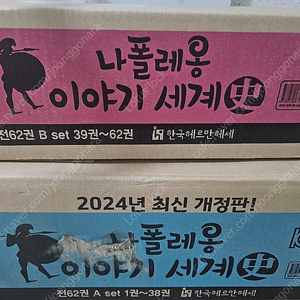 나폴레옹
이야기 세계史
전62권 B set 39권~62권 한국헤르만헤세
2024년 최신 개정판!
나폴레옹
이야기 세계史
전62권 A set 1권~38권 한국헤르만헤세